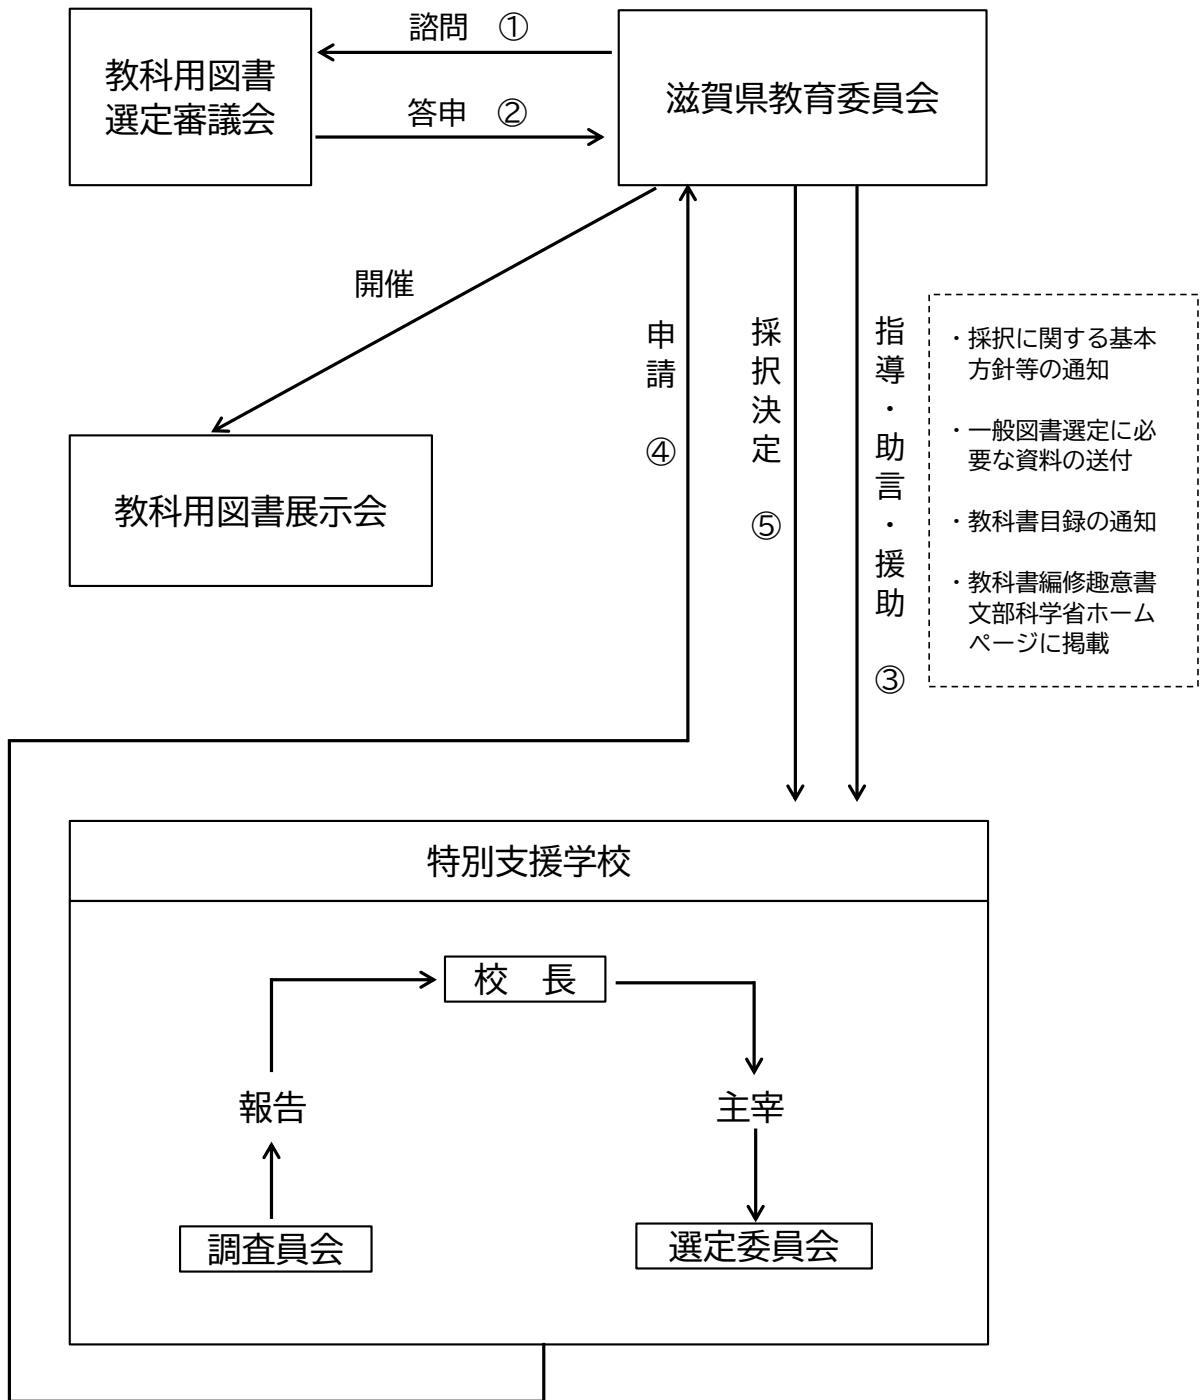 諮問　①
教科用図書
選定審議会
答申　②
滋賀県教育委員会
開催
申請　④
採択決定　⑤
指導・助言・援助　③
・採択に関する基本
方針等の通知
・一般図書選定に必
要な資料の送付
・教科書目録の通知
・教科書編修趣意書
文部科学省ホーム
ページに掲載
教科用図書展示会
特別支援学校
校　長
報告
主宰
調査員会
選定委員会